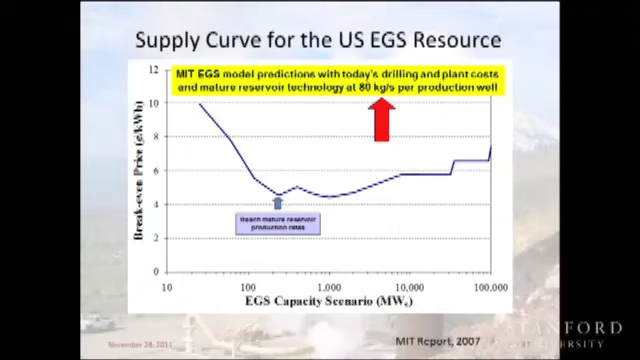 Supply Curve for the US EGS Resource
MIT EGS model predictions with today's drilling and plant costs
and mature reservoir technology at 80 kg/s per production well
12
10
8
6
4
2
0
Break-even Price (¢/kWh)
Reach mature reservoir
production rates
10
100
1,000
10,000
100,000
EGS Capacity Scenario (MWe)
MIT Report, 2007
November 28, 2011
STANFORD
UNIVERSITY